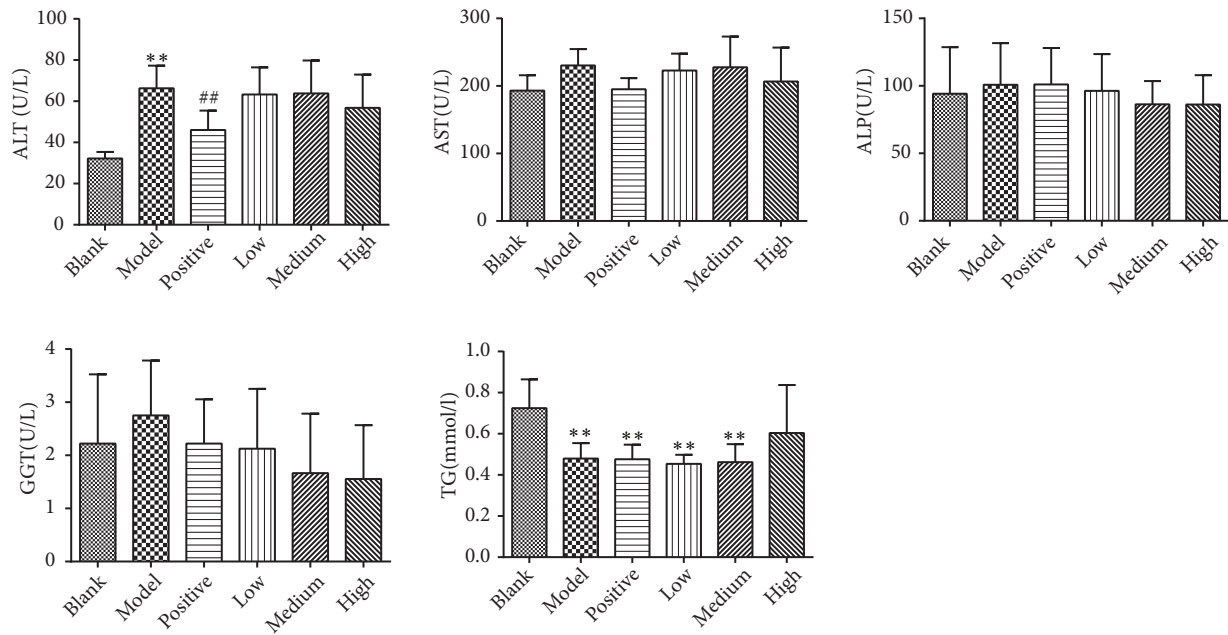 ALT (U/L)
100
80
60
40
20
0
**
##
Blank
Model
Positive
Low
Medium
High
AST(U/L)
300
200
100
0
Blank
Model
Positive
Low
Medium
High
ALP(U/L)
150
100
50
0
Blank
Model
Positive
Low
Medium
High
GGT(U/L)
4
3
2
1
0
Blank
Model
Positive
Low
Medium
High
TG(mmol/l)
1.0
0.8
0.6
0.4
0.2
0.0
** ** ** **
Blank
Model
Positive
Low
Medium
High